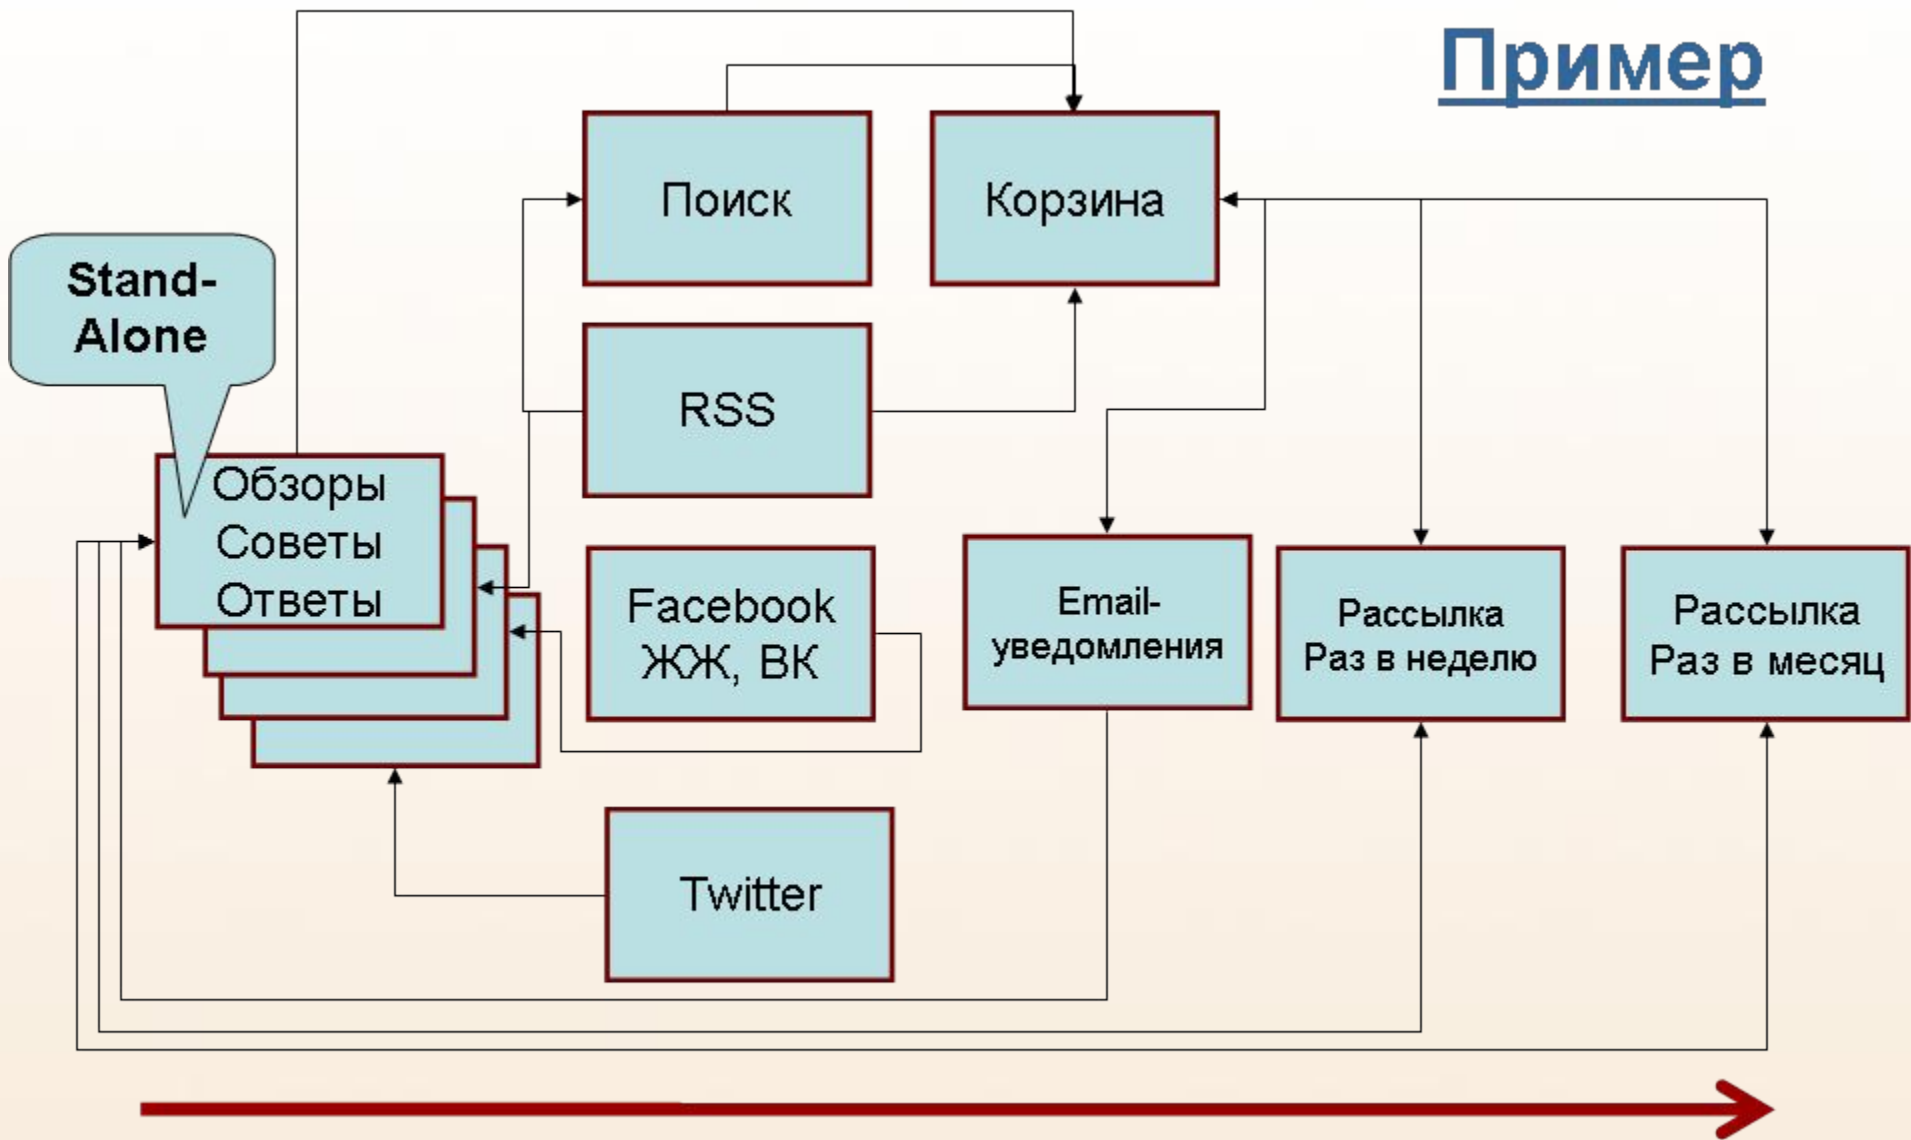 Пример
Поиск
Корзина
Stand-
Alone
RSS
Обзоры
Советы
Ответы
Facebook
ЖЖ, ВК
Email-
уведомления
Рассылка
Раз в неделю
Рассылка
Раз в месяц
Twitter